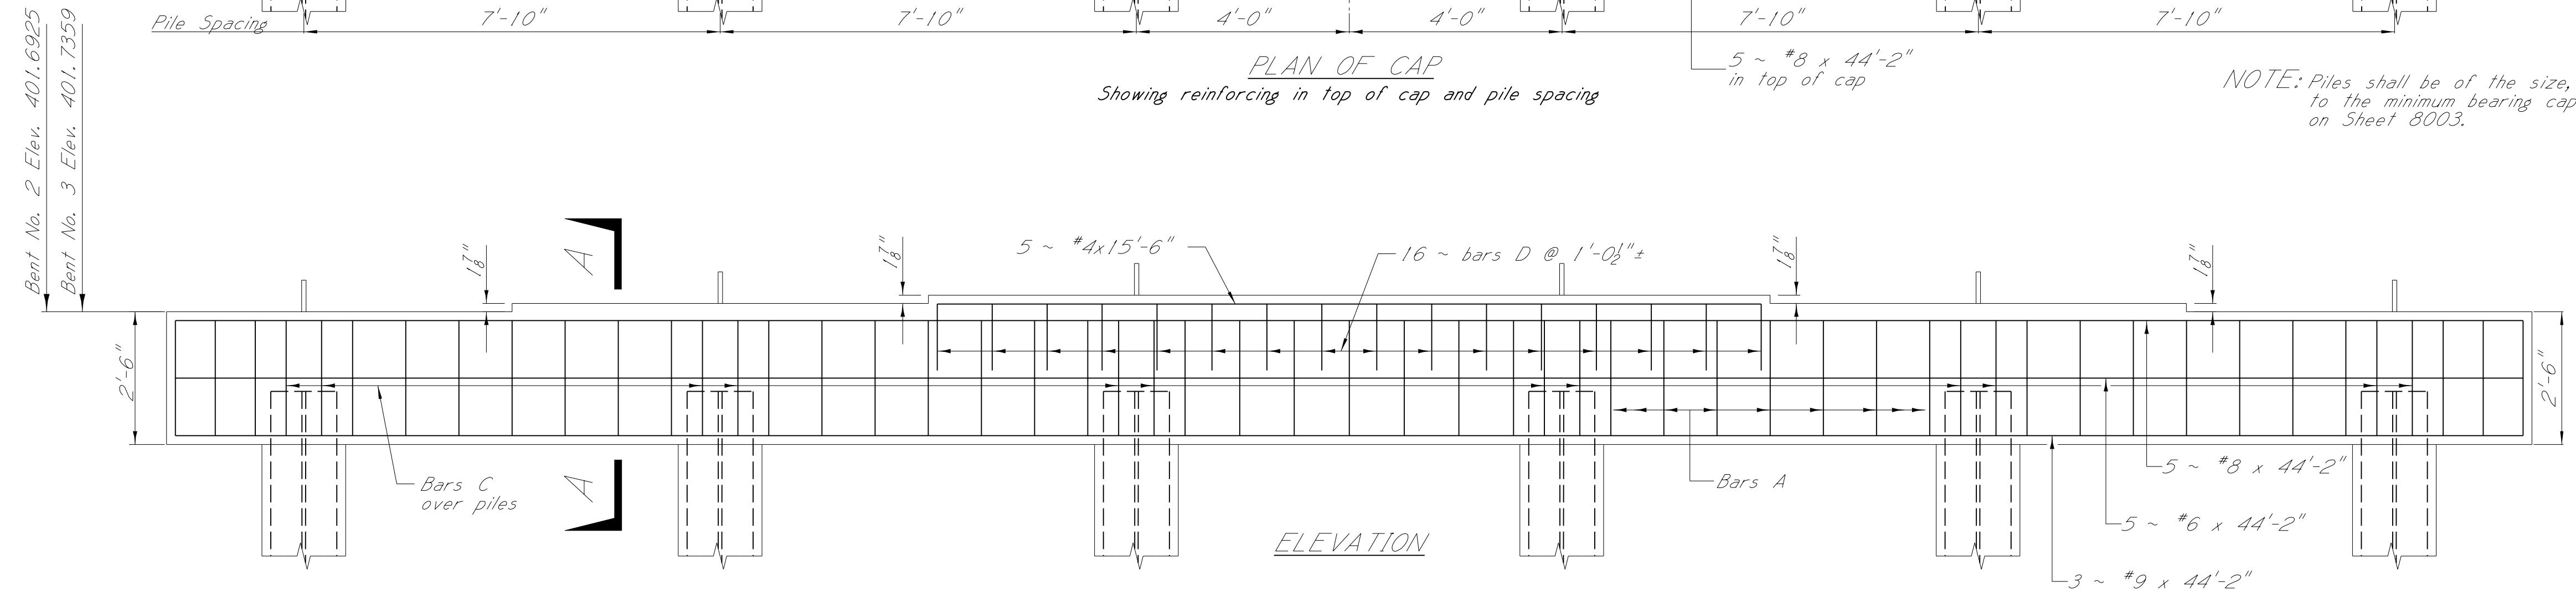 Bent No. 2 Elev. 401.6925
Bent No. 3 Elev. 401.7359
Pile Spacing
7'-10"
7'-10"
4'-0"
4'-0"
7'-10"
7'-10"
PLAN OF CAP
Showing reinforcing in top of cap and pile spacing
5 ~ #8 x 44'-2"
in top of cap
NOTE: Piles shall be of the size,
to the minimum bearing cap
on Sheet 8003.
A
1 7/8"
1 7/8"
5 ~ #4x15'-6"
16 ~ bars D @ 1'-0 1/2"±
1 7/8"
1 7/8"
2'-6"
2'-6"
Bars C
over piles
A
Bars A
5 ~ #8 x 44'-2"
5 ~ #6 x 44'-2"
3 ~ #9 x 44'-2"
ELEVATION